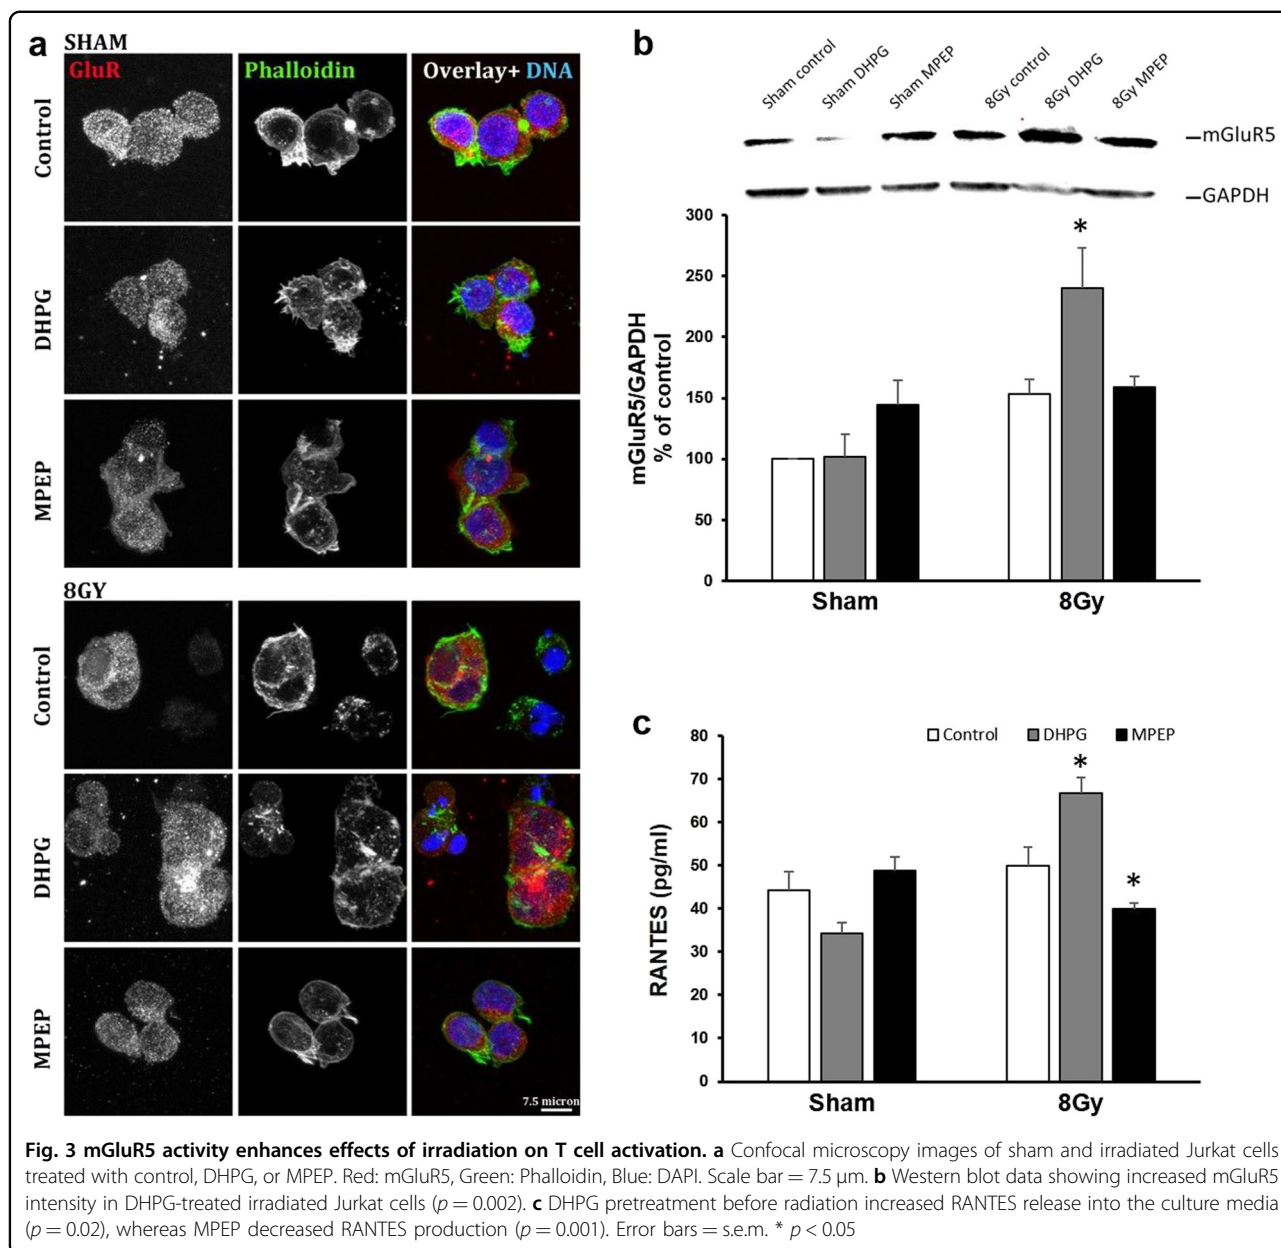 a
SHAM
GluR
Phalloidin
Overlay+ DNA
Control
DHPG
MPEP
8GY
Control
DHPG
MPEP
7.5 micron
b
Sham control
Sham DHPG
Sham MPEP
8Gy control
8Gy DHPG
8Gy MPEP
mGluR5
GAPDH
300
250
200
150
100
50
0
mGluR5/GAPDH
% of control
*
Sham
8Gy
c
Control
DHPG
MPEP
80
70
60
50
40
30
20
10
0
RANTES (pg/ml)
*
*
Sham
8Gy
Fig. 3 mGluR5 activity enhances effects of irradiation on T cell activation. a Confocal microscopy images of sham and irradiated Jurkat cells
treated with control, DHPG, or MPEP. Red: mGluR5, Green: Phalloidin, Blue: DAPI. Scale bar = 7.5 μm. b Western blot data showing increased mGluR5
intensity in DHPG-treated irradiated Jurkat cells (p = 0.002). c DHPG pretreatment before radiation increased RANTES release into the culture media
(p = 0.02), whereas MPEP decreased RANTES production (p = 0.001). Error bars = s.e.m. * p < 0.05